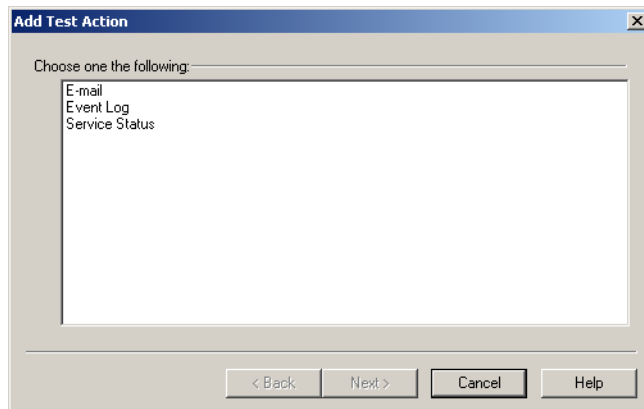 Add Test Action
Choose one the following:
E-mail
Event Log
Service Status
< Back
Next >
Cancel
Help